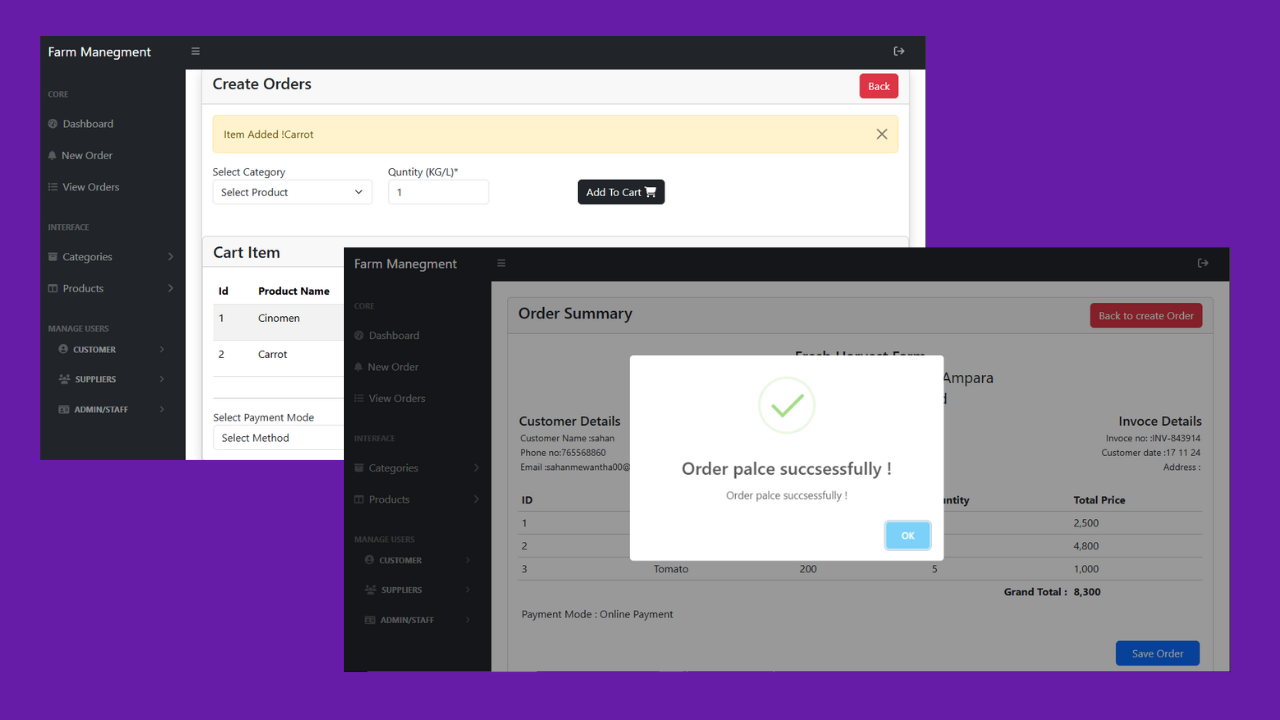 Farm Manegment
CORE
Dashboard
New Order
View Orders
INTERFACE
Categories
Products
MANAGE USERS
CUSTOMER
SUPPLIERS
ADMIN/STAFF
Create Orders
Back
Item Added !Carrot
Select Category
Quntity (KG/L)*
Select Product
1
Add To Cart
Cart Item
Id Product Name
1 Cinomen
2 Carrot
Select Payment Mode
Select Method
Farm Manegment
CORE
Dashboard
New Order
View Orders
INTERFACE
Categories
Products
MANAGE USERS
CUSTOMER
SUPPLIERS
ADMIN/STAFF
Order Summary
Back to create Order
Fresh Harvest Farm
Ampara
Customer Details
Customer Name :sahan
Phone no:765568860
Email :sahanmewantha00@
Invoce Details
Invoice no: :INV-843914
Customer date :17 11 24
Address :
Order palce succsessfully !
Order palce succsessfully !
OK
ID ntity Total Price
1 2,500
2 4,800
3 Tomato 200 5 1,000
Grand Total : 8,300
Payment Mode : Online Payment
Save Order